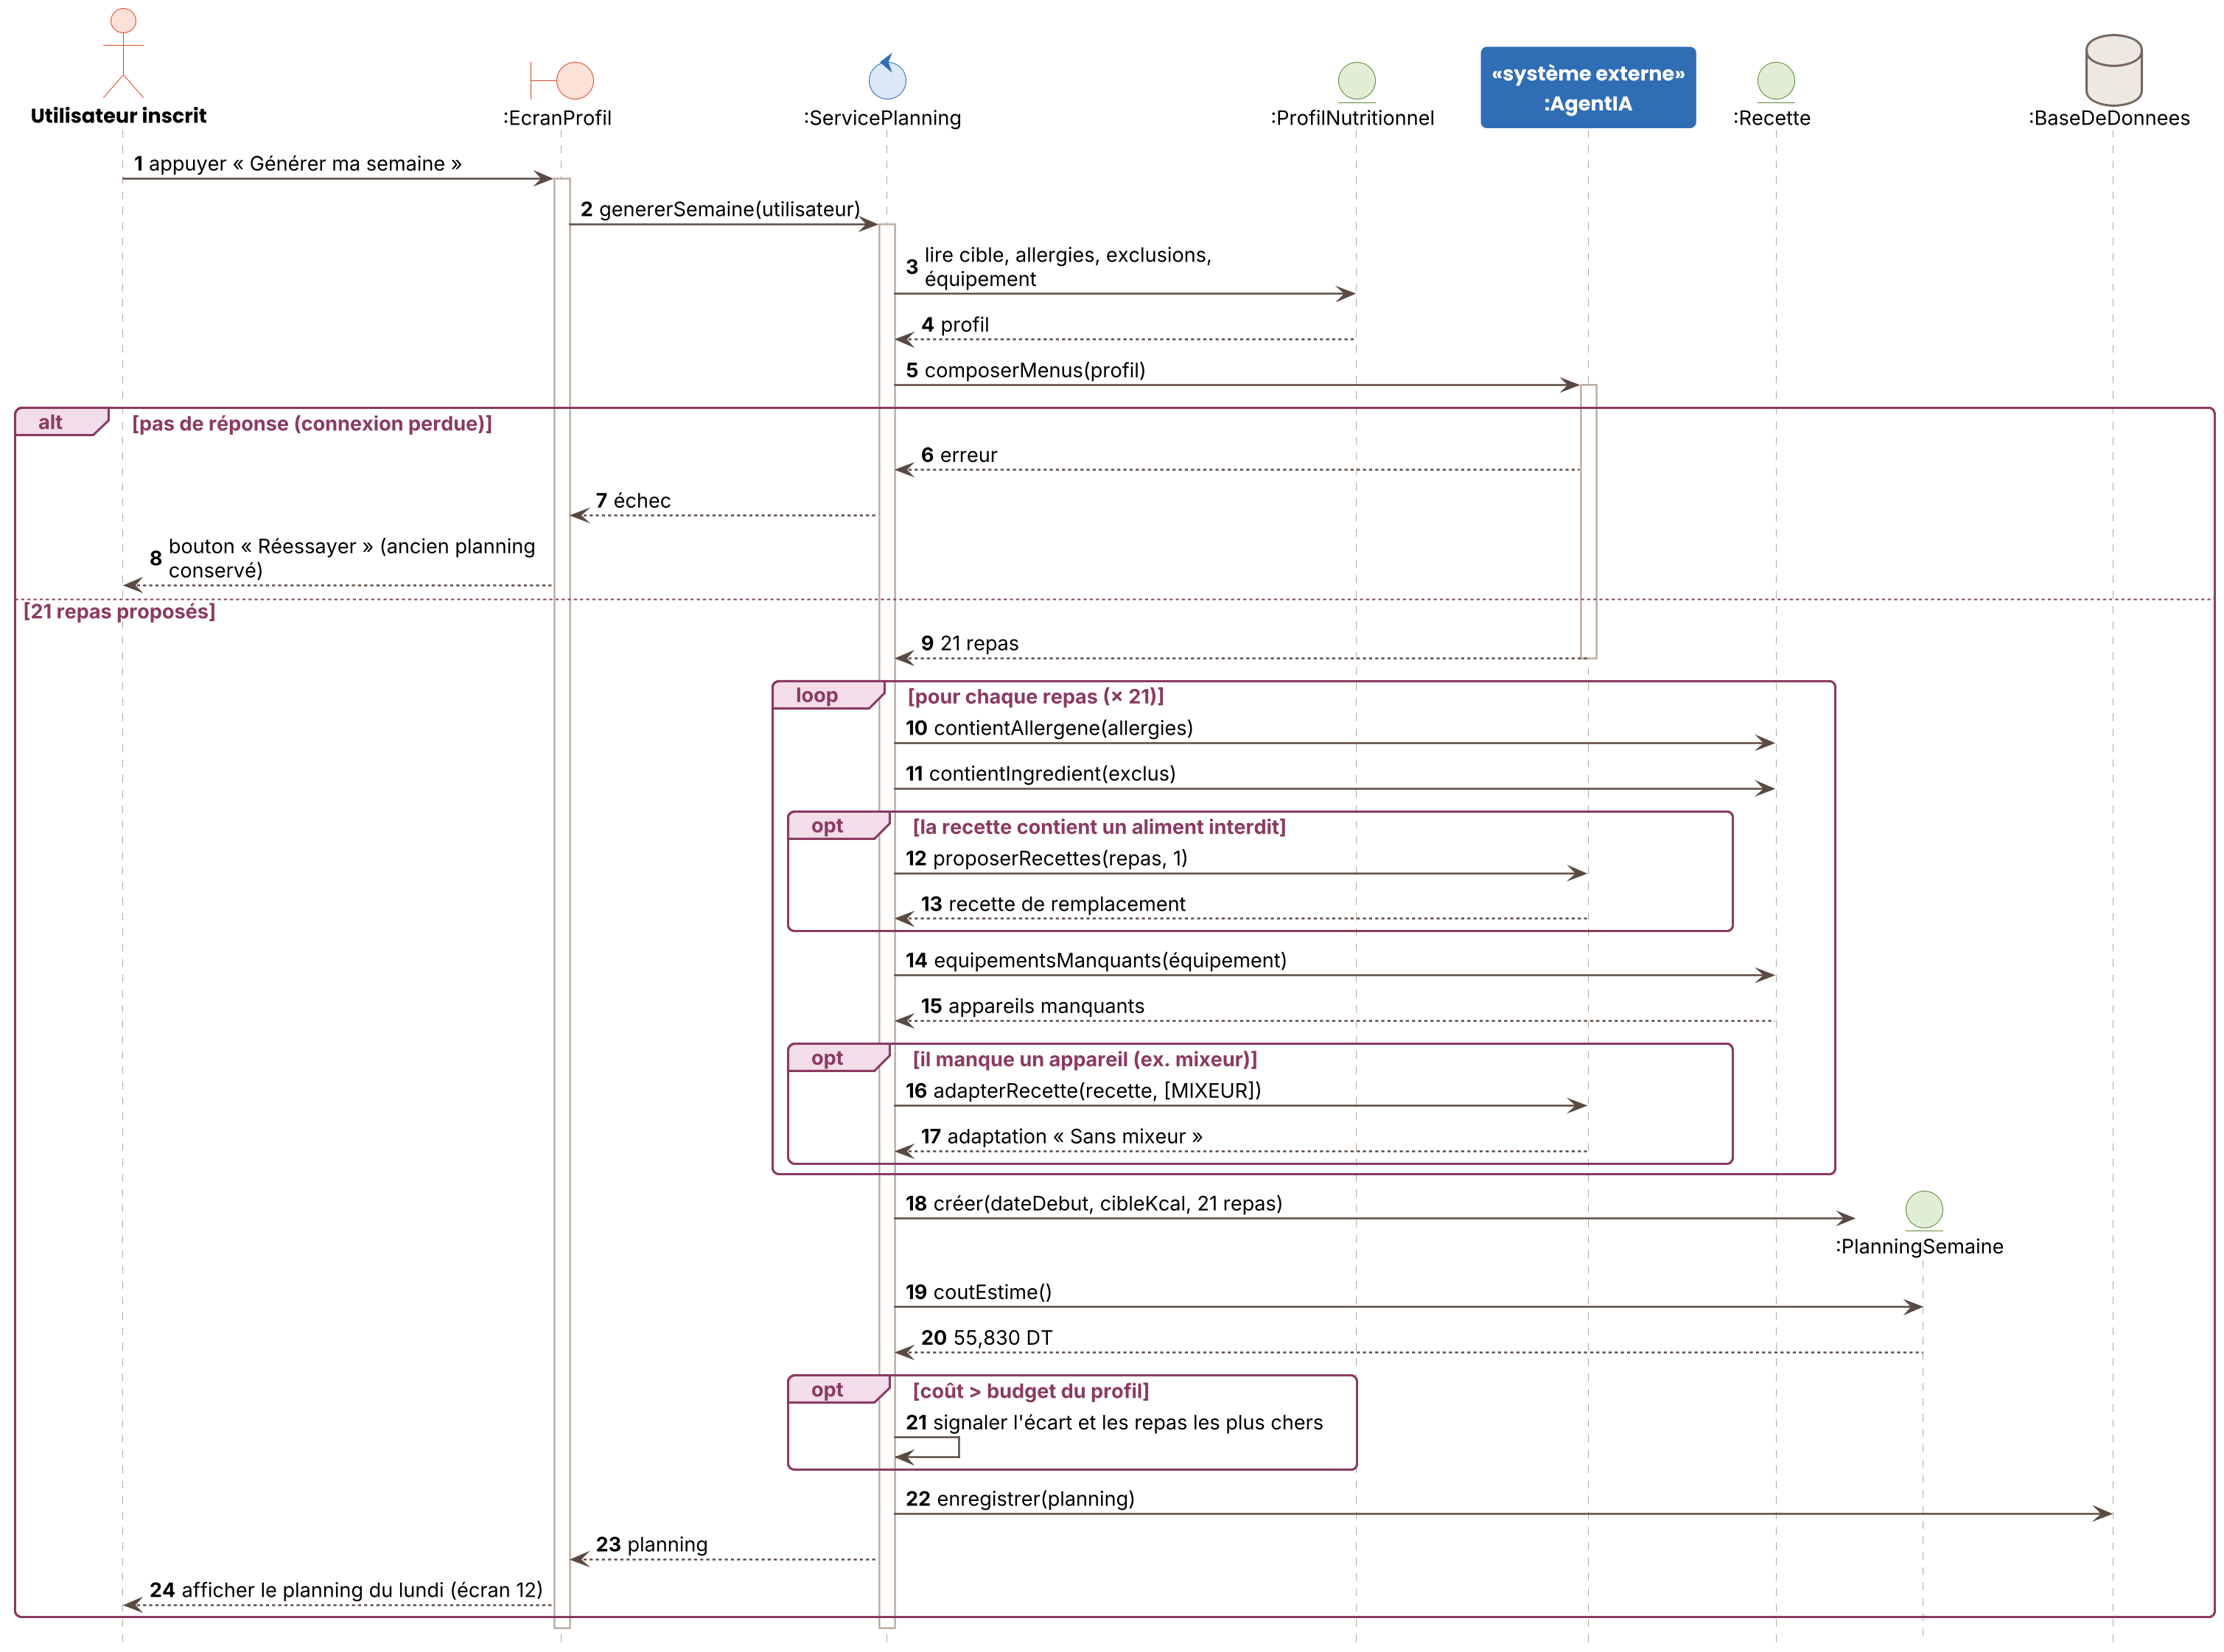 Utilisateur inscrit
:EcranProfil
:ServicePlanning
:ProfilNutritionnel
«système externe»
:AgentIA
:Recette
:BaseDeDonnees
1 appuyer « Générer ma semaine »
2 genererSemaine(utilisateur)
3 lire cible, allergies, exclusions,
équipement
4 profil
5 composerMenus(profil)
alt [pas de réponse (connexion perdue)]
6 erreur
7 échec
8 bouton « Réessayer » (ancien planning
conservé)
[21 repas proposés]
9 21 repas
loop [pour chaque repas (× 21)]
10 contientAllergene(allergies)
11 contientIngredient(exclus)
opt [la recette contient un aliment interdit]
12 proposerRecettes(repas, 1)
13 recette de remplacement
14 equipementsManquants(équipement)
15 appareils manquants
opt [il manque un appareil (ex. mixeur)]
16 adapterRecette(recette, [MIXEUR])
17 adaptation « Sans mixeur »
18 créer(dateDebut, cibleKcal, 21 repas)
:PlanningSemaine
19 coutEstime()
20 55,830 DT
opt [coût > budget du profil]
21 signaler l'écart et les repas les plus chers
22 enregistrer(planning)
23 planning
24 afficher le planning du lundi (écran 12)